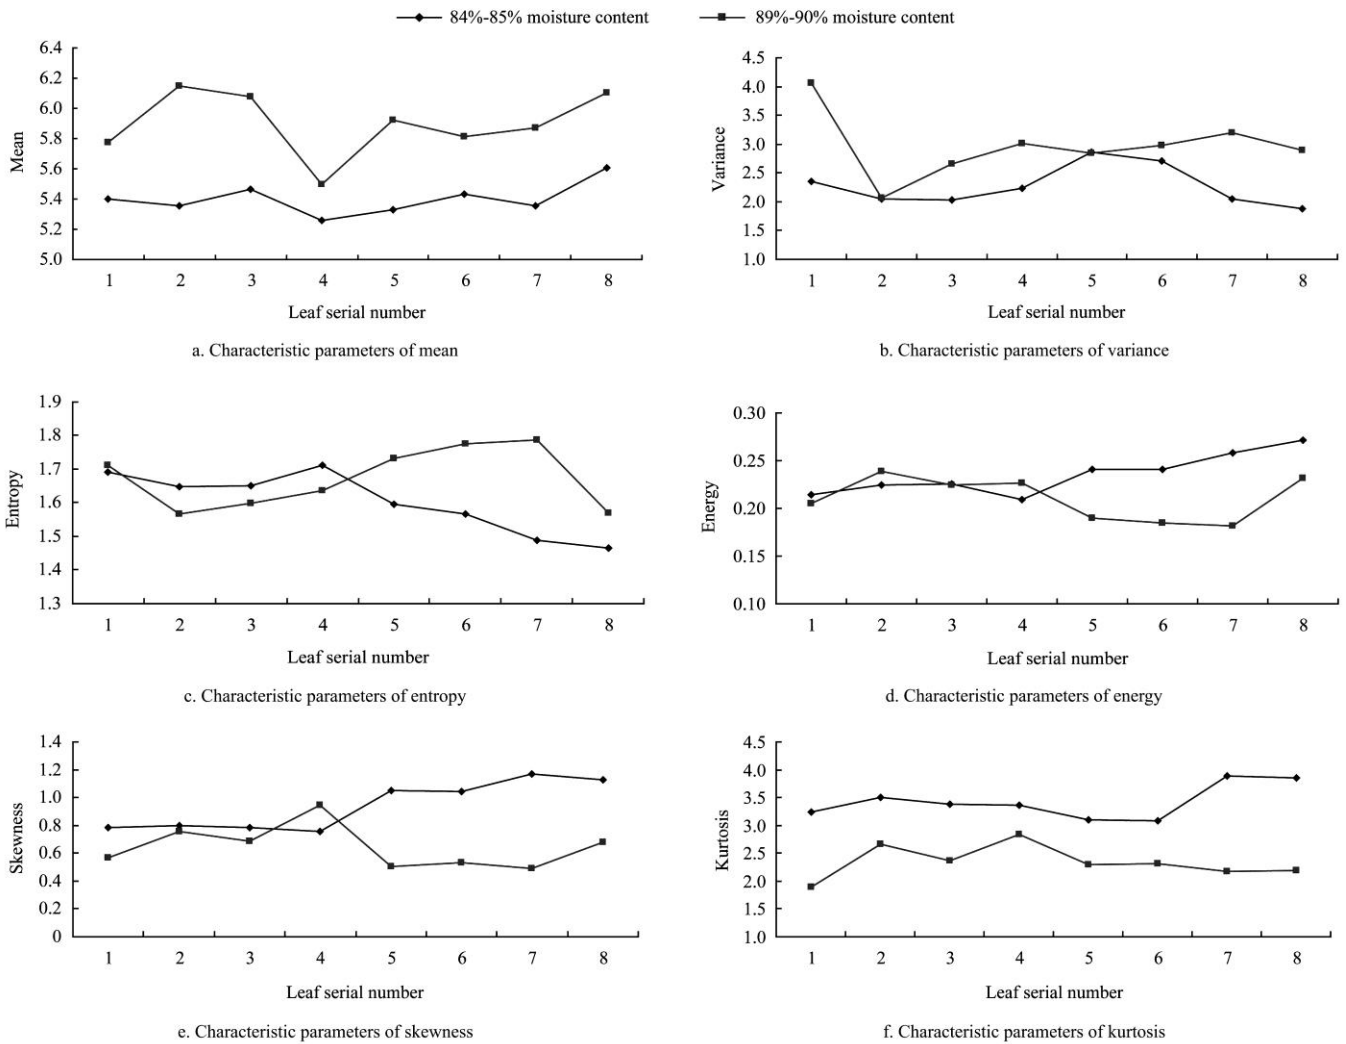 84%-85% moisture content 89%-90% moisture content
6.4
6.2
6.0
5.8
5.6
5.4
5.2
5.0
Mean
1 2 3 4 5 6 7 8
Leaf serial number
a. Characteristic parameters of mean
4.5
4.0
3.5
3.0
2.5
2.0
1.5
1.0
Variance
1 2 3 4 5 6 7 8
Leaf serial number
b. Characteristic parameters of variance
1.9
1.8
1.7
1.6
1.5
1.4
1.3
Entropy
1 2 3 4 5 6 7 8
Leaf serial number
c. Characteristic parameters of entropy
0.30
0.25
0.20
0.15
0.10
Energy
1 2 3 4 5 6 7 8
Leaf serial number
d. Characteristic parameters of energy
1.4
1.2
1.0
0.8
0.6
0.4
0.2
0
Skewness
1 2 3 4 5 6 7 8
Leaf serial number
e. Characteristic parameters of skewness
4.5
4.0
3.5
3.0
2.5
2.0
1.5
1.0
Kurtosis
1 2 3 4 5 6 7 8
Leaf serial number
f. Characteristic parameters of kurtosis